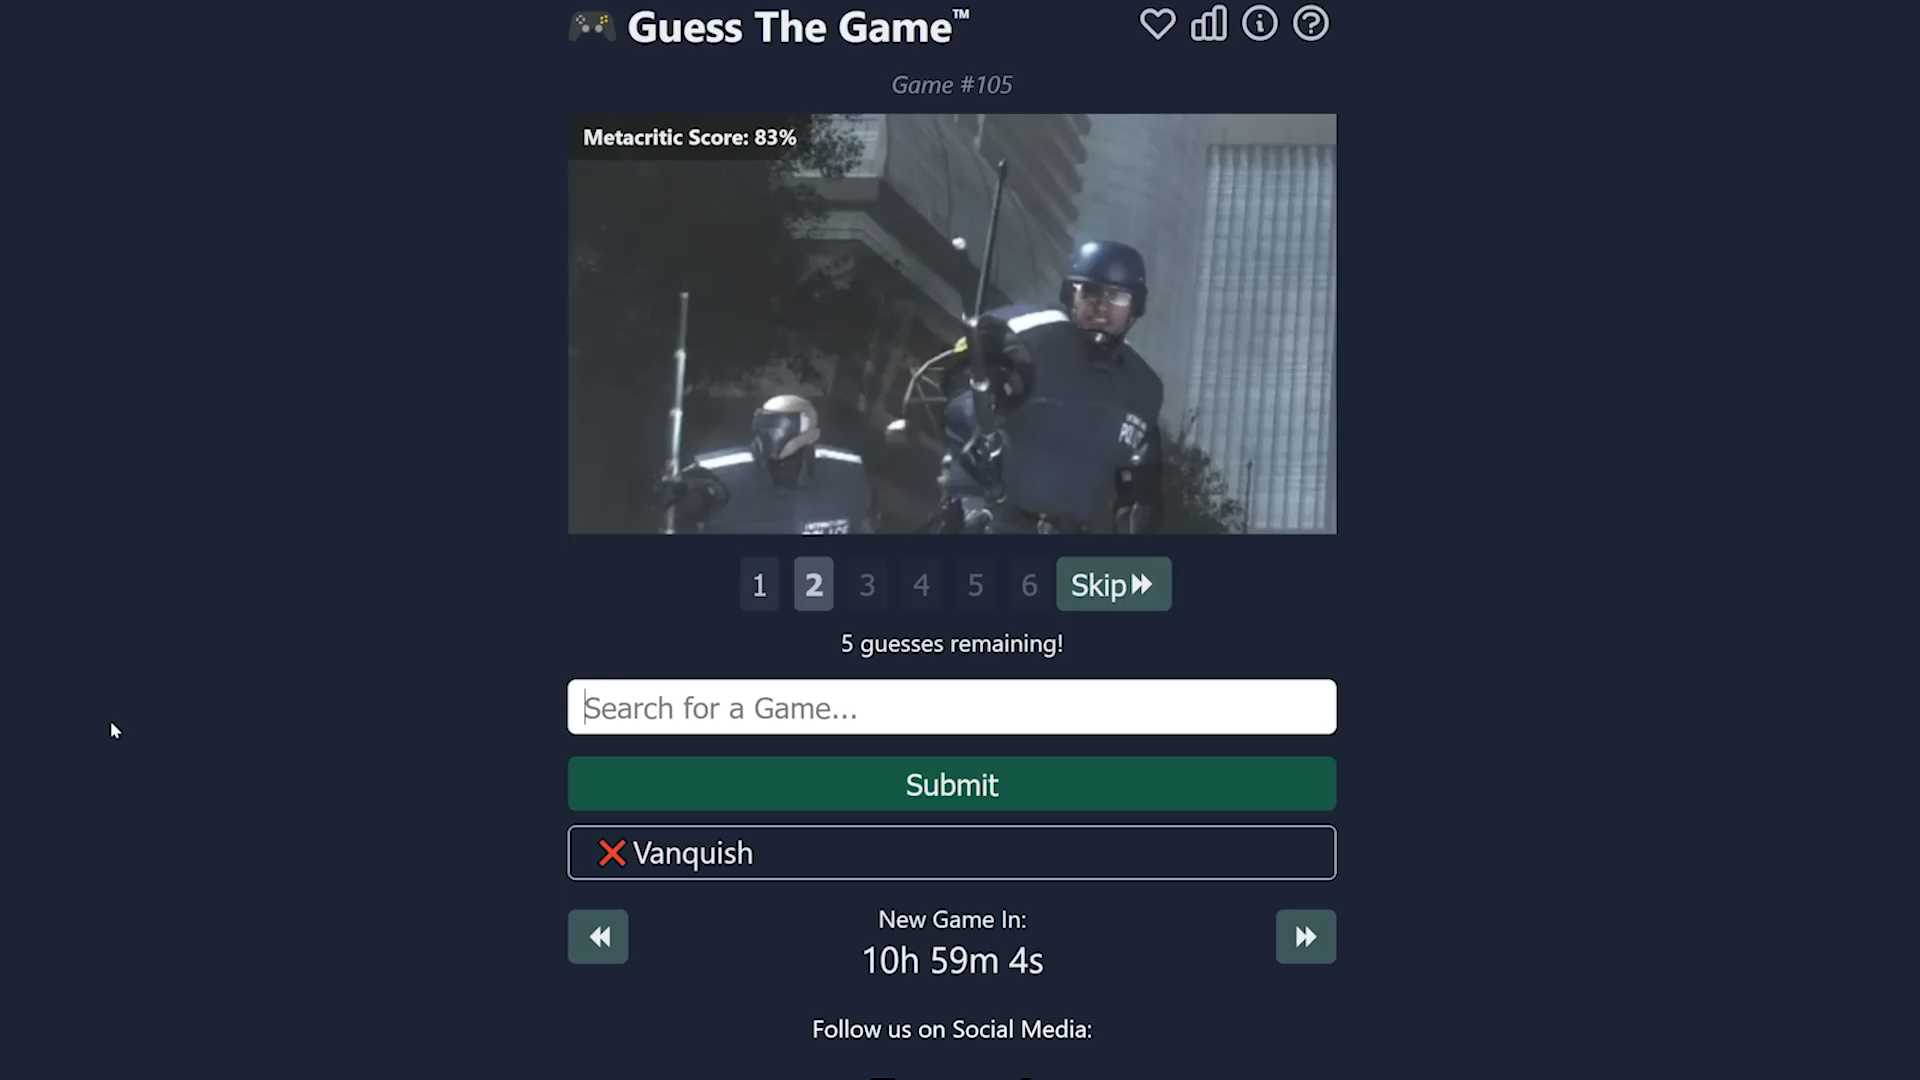 Guess The Game™
Game #105
Metacritic Score: 83%
POLICE
1 2 3 4 5 6 Skip
5 guesses remaining!
Search for a Game...
Submit
Vanquish
New Game In:
10h 59m 4s
Follow us on Social Media: